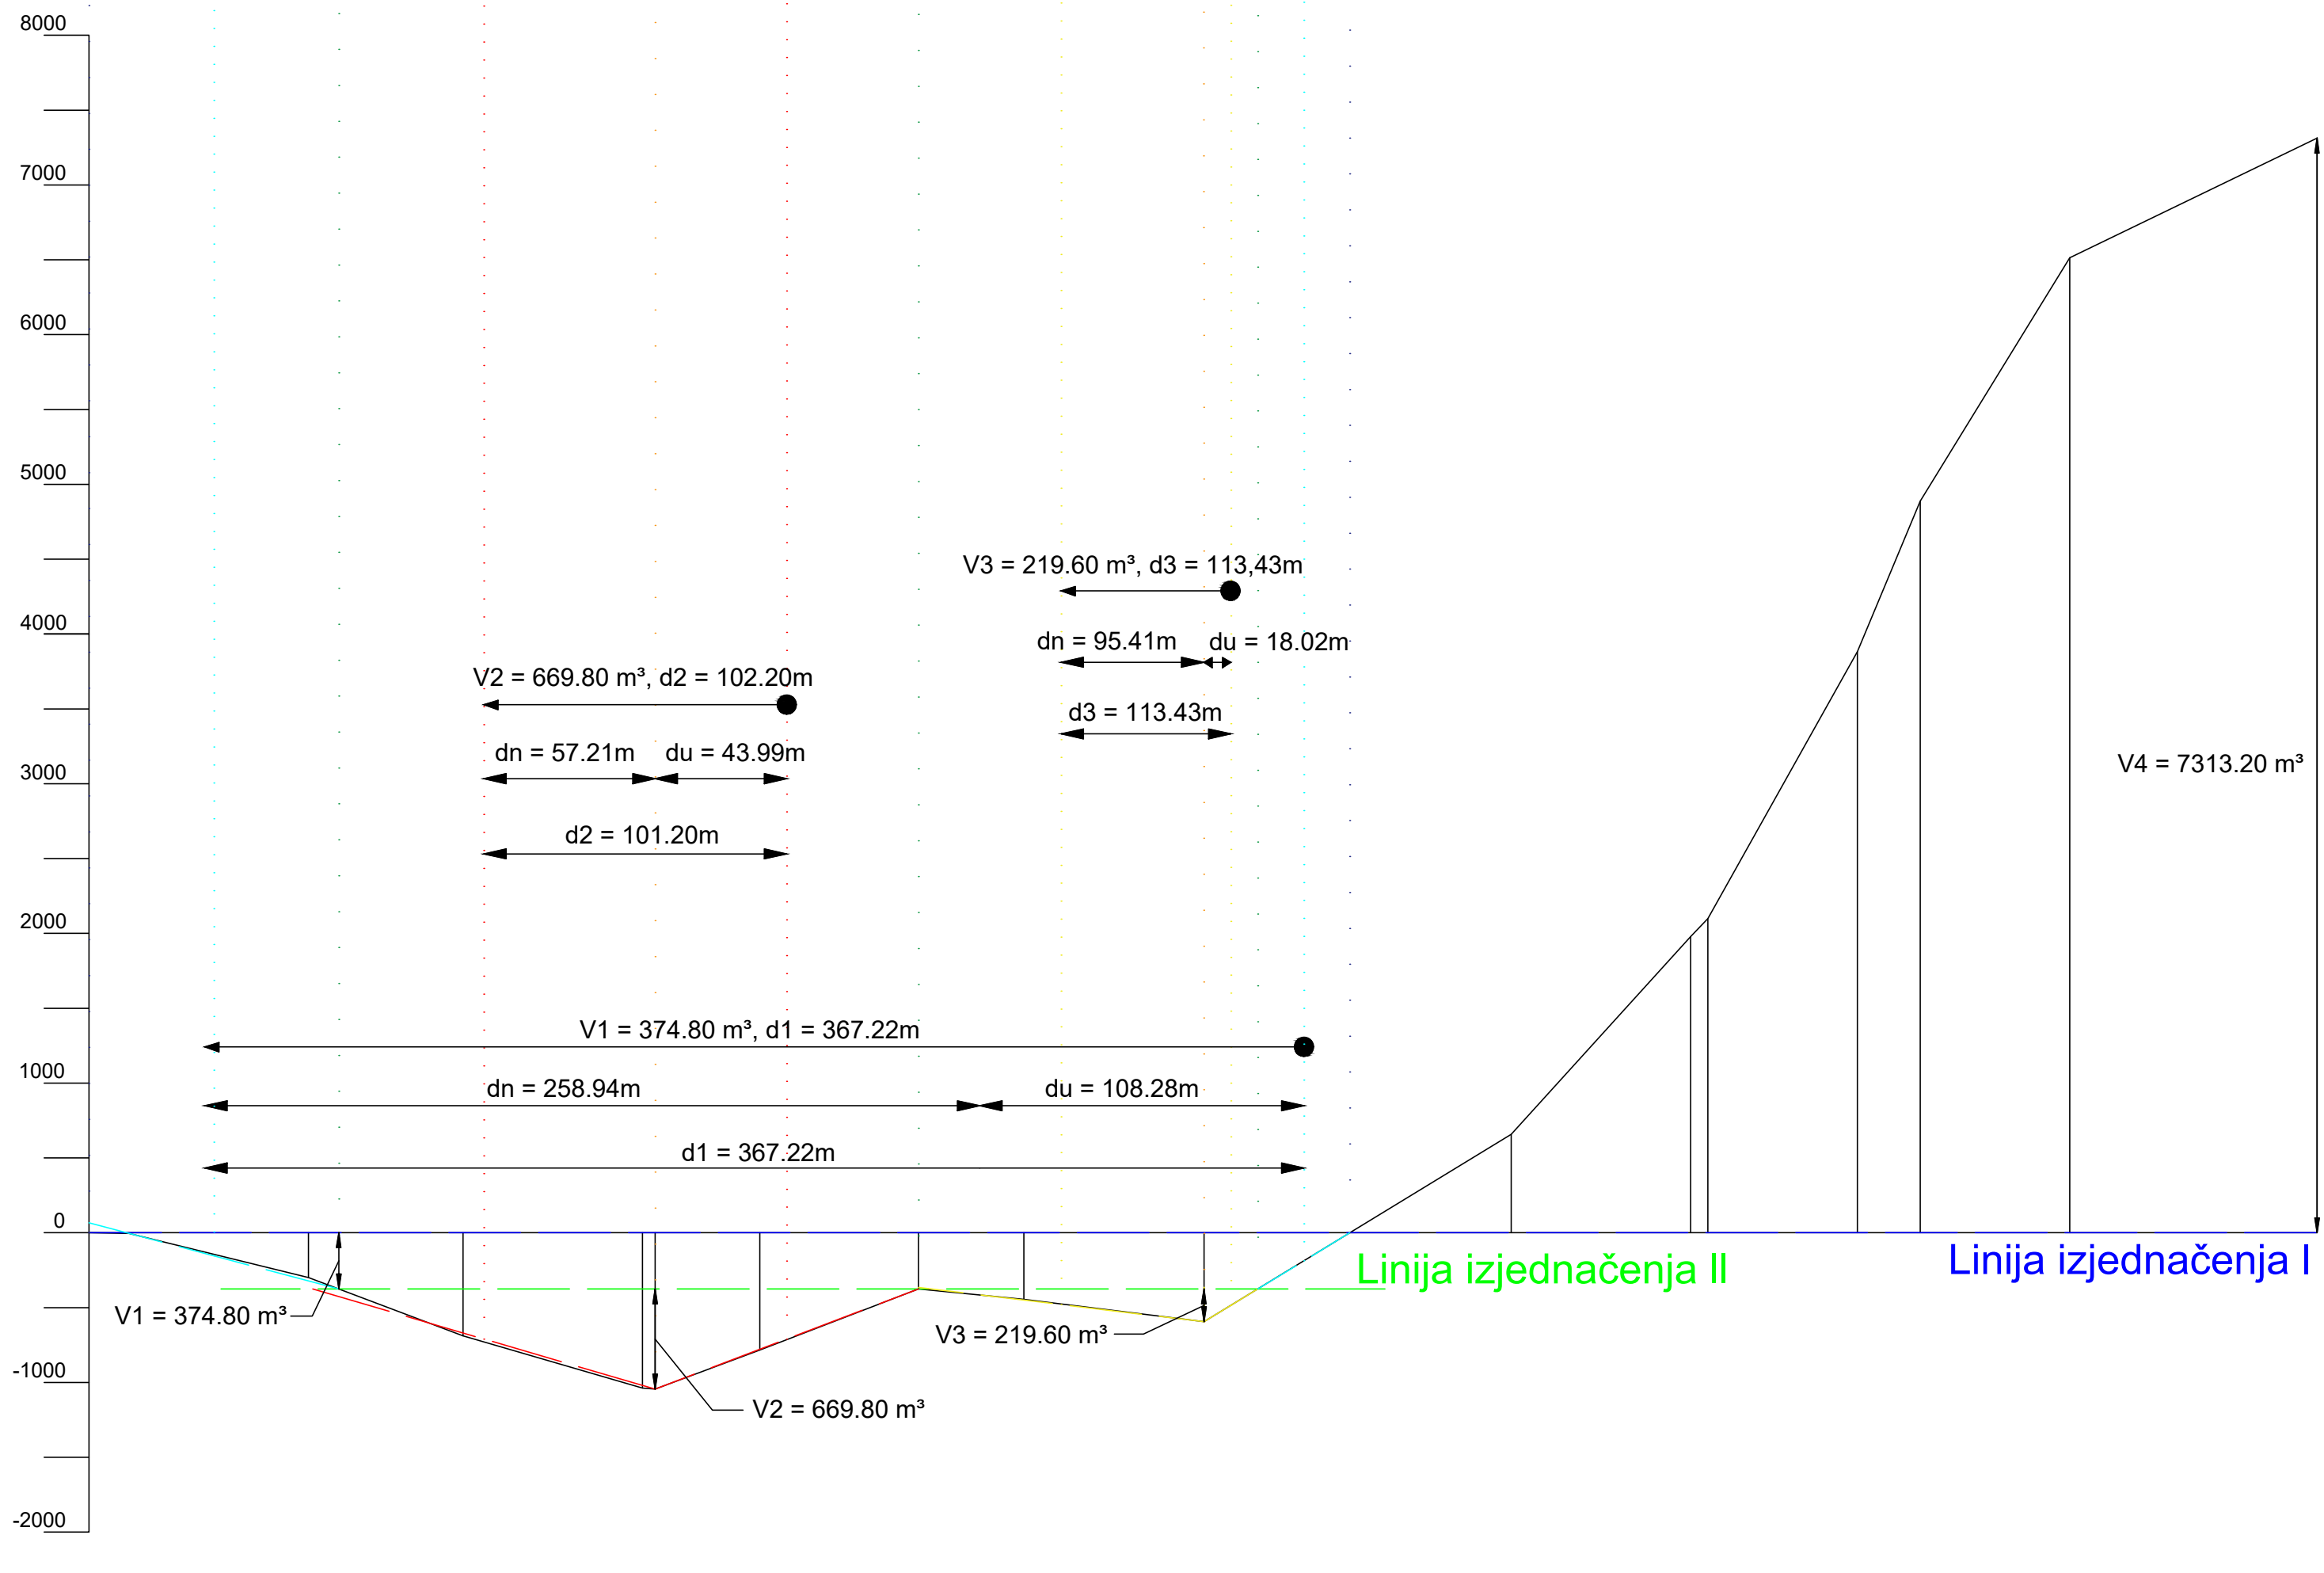 8000
7000
6000
5000
V3 = 219.60 m³, d3 = 113,43m
4000
dn = 95.41m
du = 18.02m
V2 = 669.80 m³, d2 = 102.20m
d3 = 113.43m
dn = 57.21m
du = 43.99m
V4 = 7313.20 m³
3000
d2 = 101.20m
2000
V1 = 374.80 m³, d1 = 367.22m
1000
dn = 258.94m
du = 108.28m
d1 = 367.22m
0
Linija izjednačenja II
Linija izjednačenja I
V1 = 374.80 m³
V3 = 219.60 m³
-1000
V2 = 669.80 m³
-2000